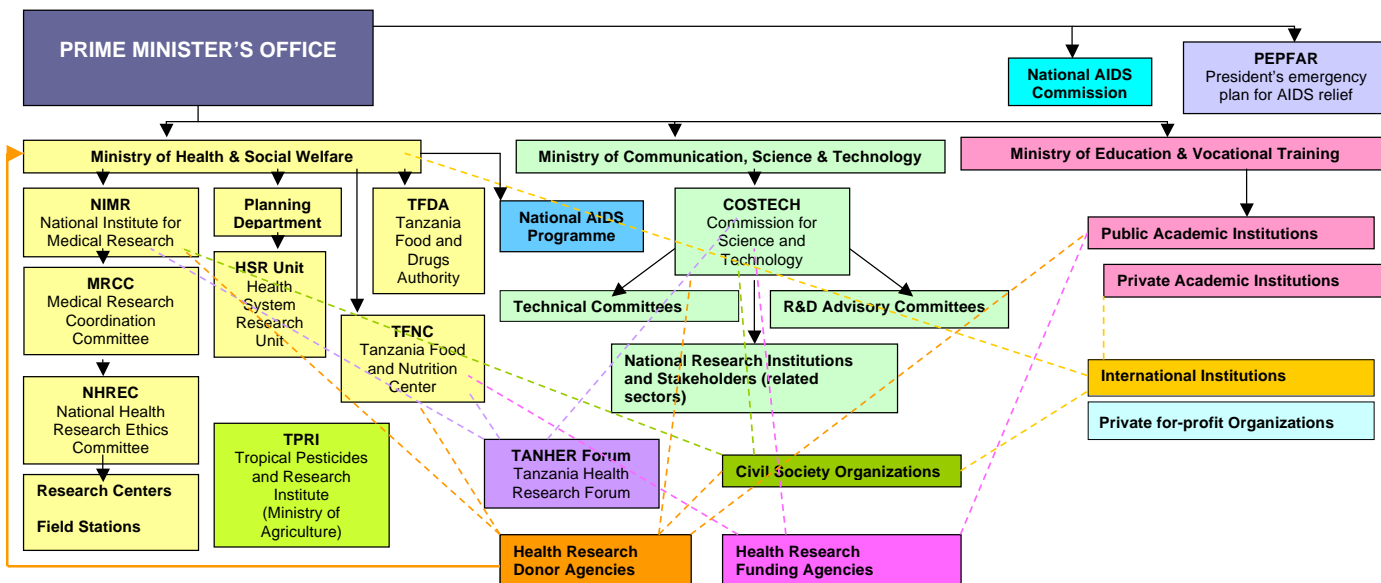 PRIME MINISTER’S OFFICE
National AIDS
Commission
PEPFAR
President’s emergency
plan for AIDS relief
Ministry of Health & Social Welfare
Ministry of Communication, Science & Technology
Ministry of Education & Vocational Training
NIMR
National Institute for
Medical Research
Planning
Department
TFDA
Tanzania
Food and
Drugs
Authority
National AIDS
Programme
COSTECH
Commission for
Science and
Technology
Public Academic Institutions
Private Academic Institutions
HSR Unit
Health
System
Research
Unit
MRCC
Medical Research
Coordination
Committee
Technical Committees
R&D Advisory Committees
TFNC
Tanzania Food
and Nutrition
Center
National Research Institutions
and Stakeholders (related
sectors)
International Institutions
Private for-profit Organizations
NHREC
National Health
Research Ethics
Committee
TPRI
Tropical Pesticides
and Research
Institute
(Ministry of
Agriculture)
TANHER Forum
Tanzania Health
Research Forum
Civil Society Organizations
Research Centers
Field Stations
Health Research
Donor Agencies
Health Research
Funding Agencies